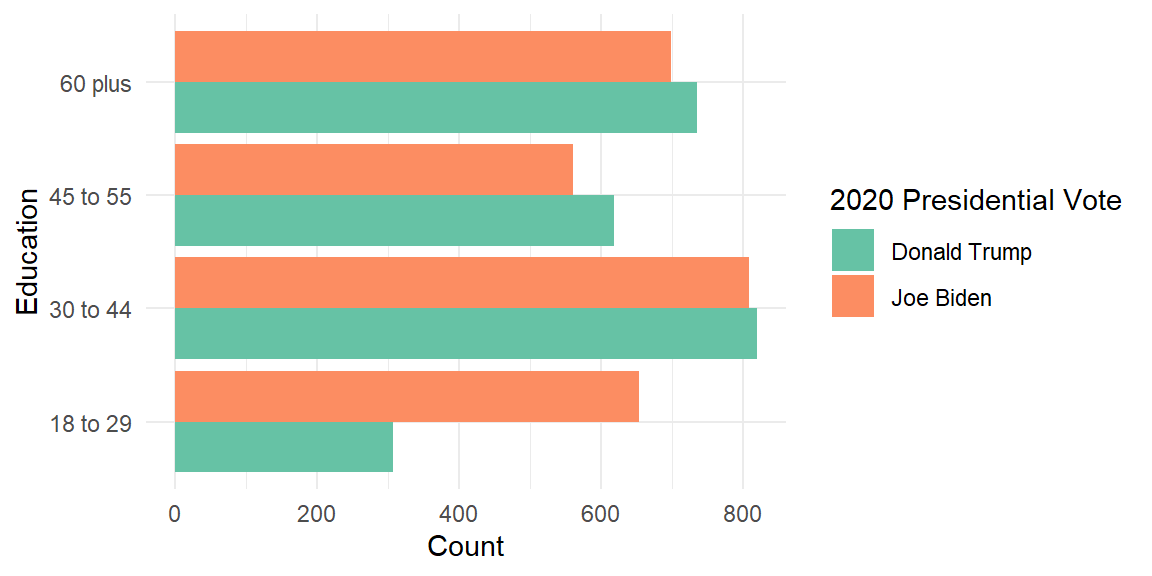 60 plus
45 to 55
30 to 44
18 to 29
Education
0 200 400 600 800
Count
2020 Presidential Vote
Donald Trump
Joe Biden